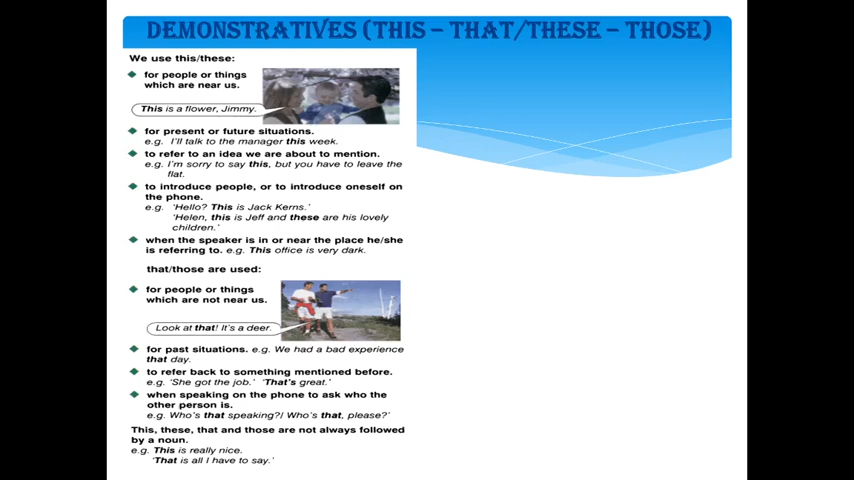 DEMONSTRATIVES (THIS – THAT/THESE – THOSE)
We use this/these:
for people or things
which are near us.
This is a flower, Jimmy.
for present or future situations.
e.g. I'll talk to the manager this week.
to refer to an idea we are about to mention.
e.g. I'm sorry to say this, but you have to leave the
flat.
to introduce people, or to introduce oneself on
the phone.
e.g. 'Hello? This is Jack Kerns.'
'Helen, this is Jeff and these are his lovely
children.'
when the speaker is in or near the place he/she
is referring to. e.g. This office is very dark.
that/those are used:
for people or things
which are not near us.
Look at that! It's a deer.
for past situations. e.g. We had a bad experience
that day.
to refer back to something mentioned before.
e.g. 'She got the job.' 'That's great.'
when speaking on the phone to ask who the
other person is.
e.g. Who's that speaking?/ Who's that, please?'
This, these, that and those are not always followed
by a noun.
e.g. This is really nice.
'That is all I have to say.'